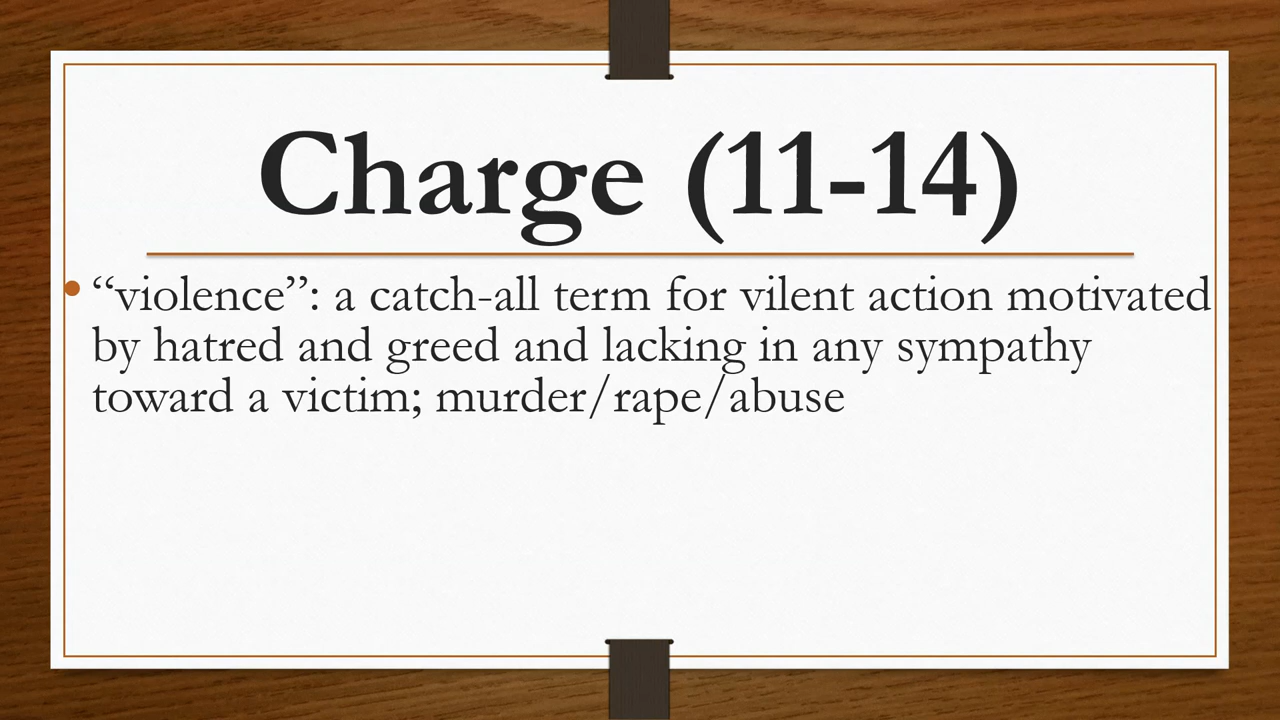 Charge (11-14)
• “violence”: a catch-all term for vilent action motivated
by hatred and greed and lacking in any sympathy
toward a victim; murder/rape/abuse